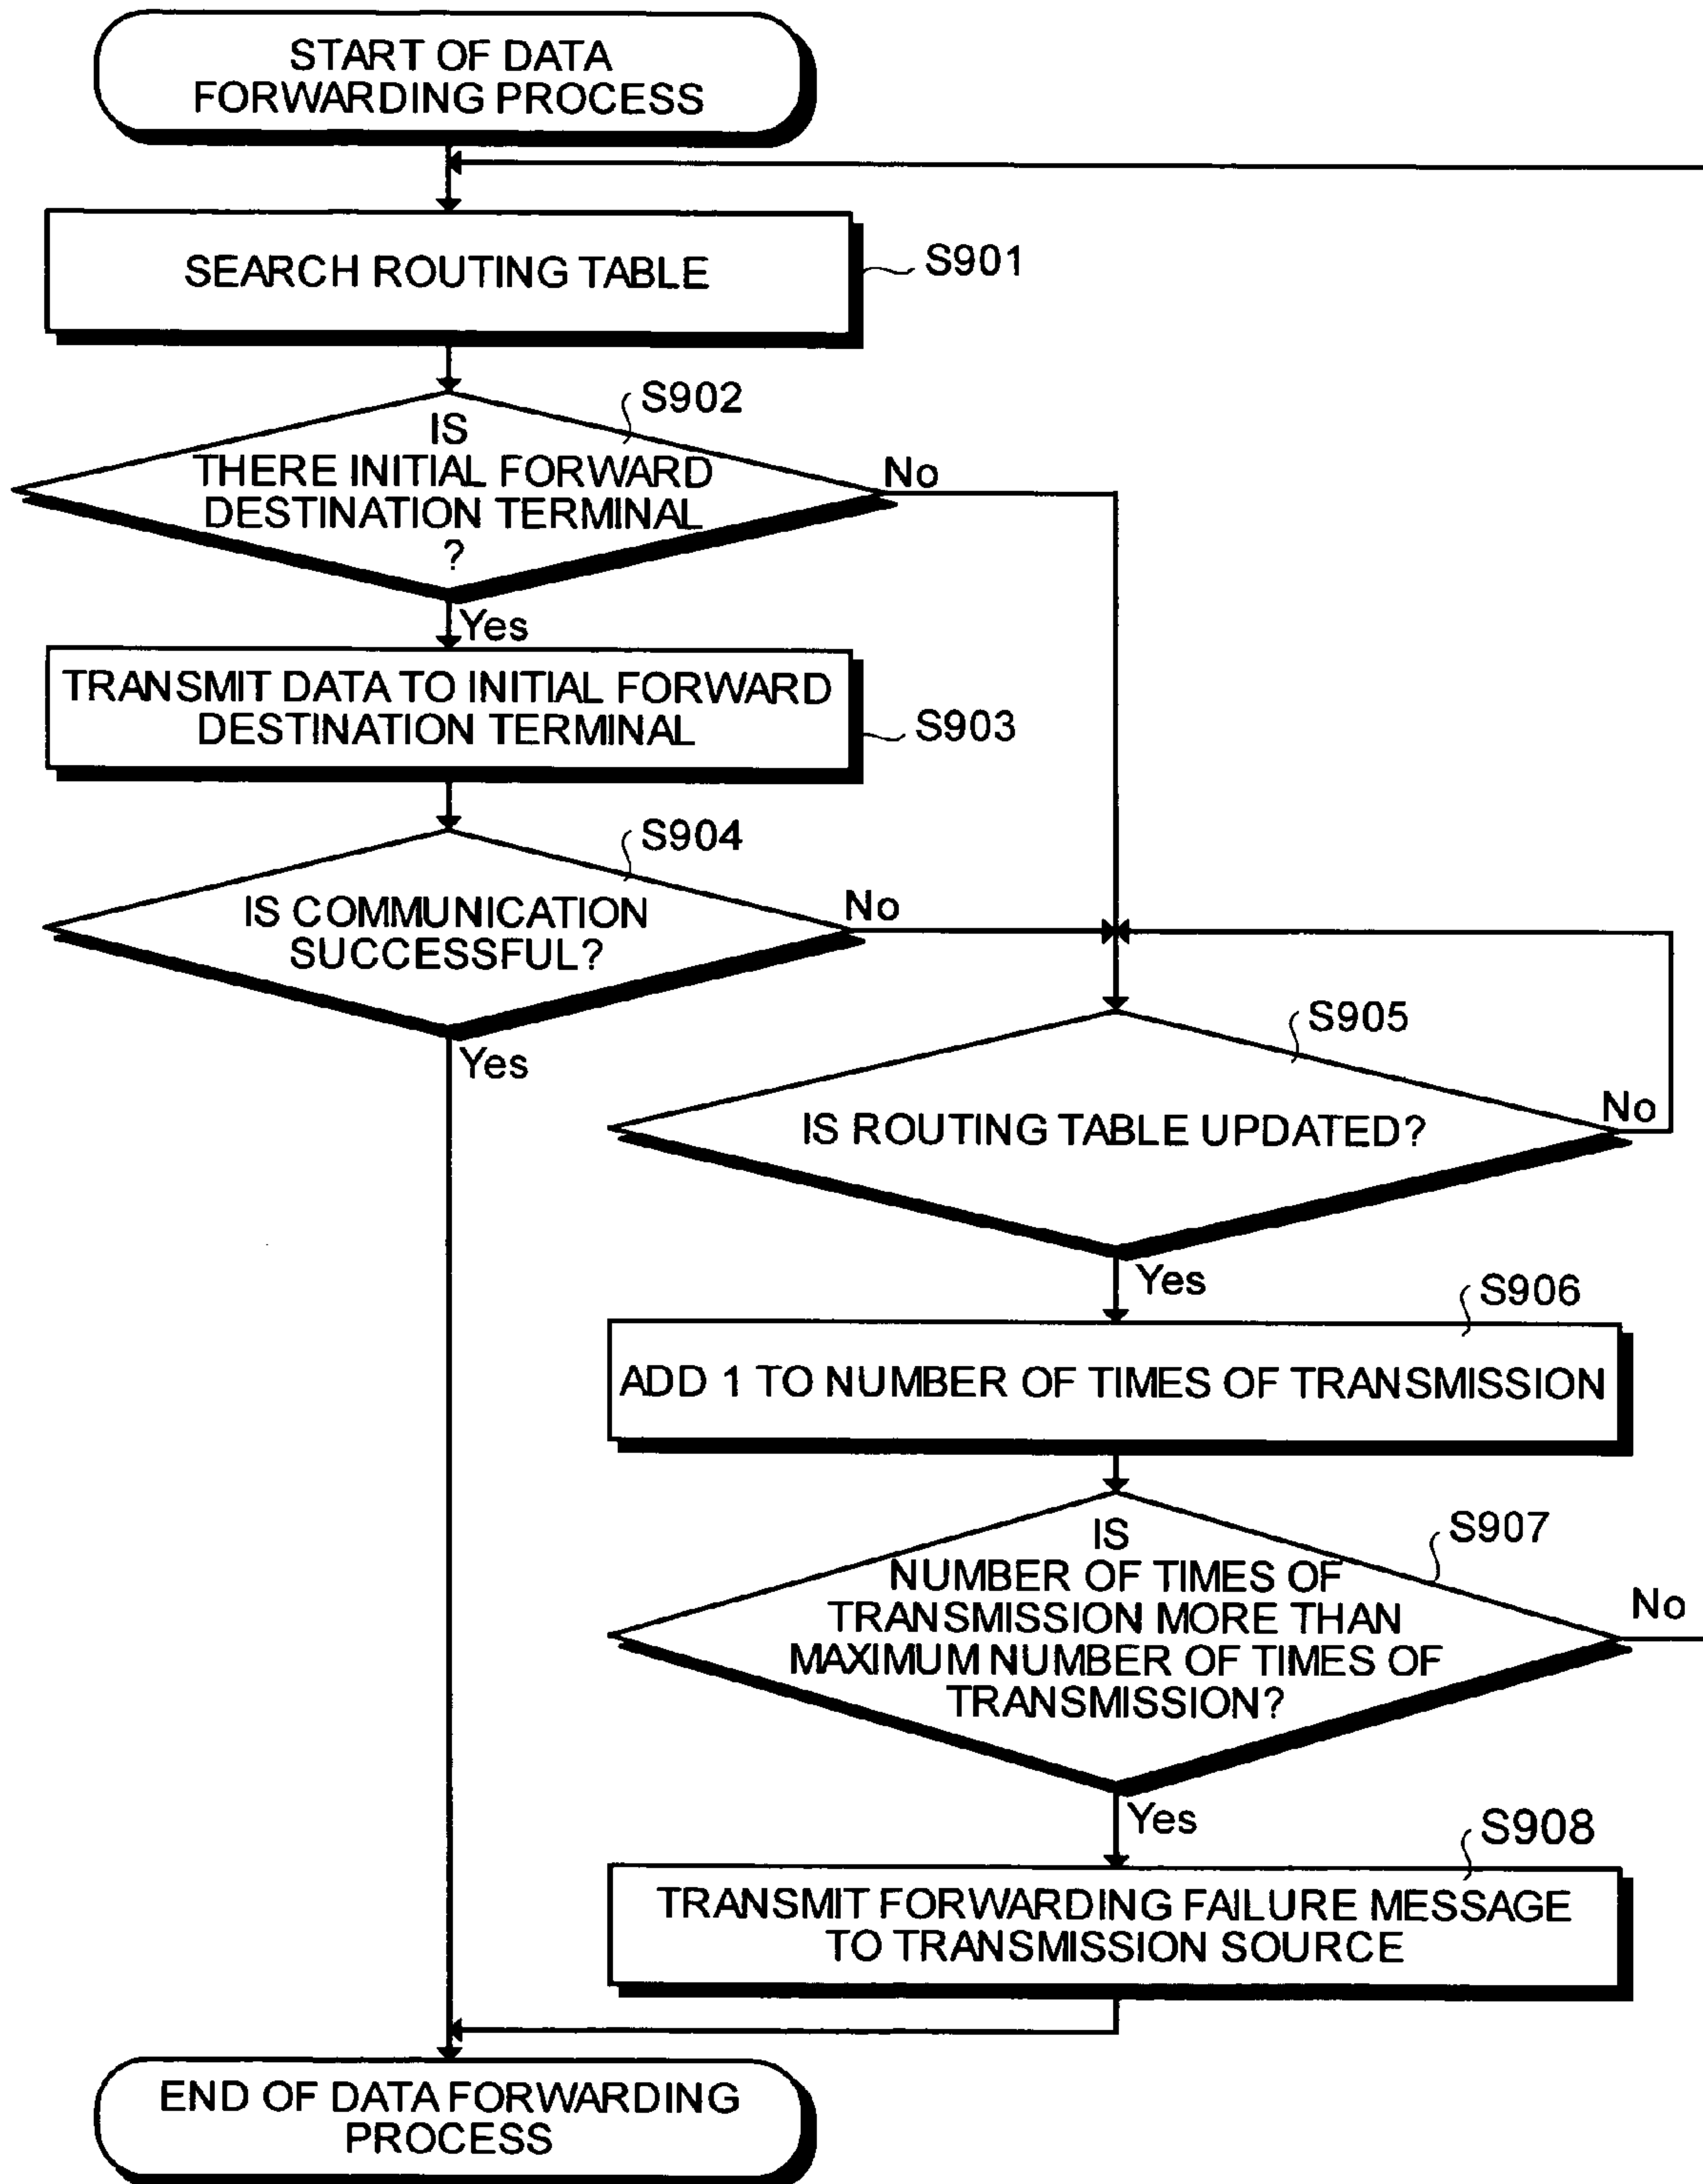 START OF DATA
FORWARDING PROCESS
SEARCH ROUTING TABLE
S901
S902
IS
THERE INITIAL FORWARD
DESTINATION TERMINAL
?
No
Yes
TRANSMIT DATA TO INITIAL FORWARD
DESTINATION TERMINAL
S903
S904
IS COMMUNICATION
SUCCESSFUL?
No
Yes
S905
IS ROUTING TABLE UPDATED?
No
Yes
S906
ADD 1 TO NUMBER OF TIMES OF TRANSMISSION
S907
IS
NUMBER OF TIMES OF
TRANSMISSION MORE THAN
MAXIMUM NUMBER OF TIMES OF
TRANSMISSION?
No
Yes
S908
TRANSMIT FORWARDING FAILURE MESSAGE
TO TRANSMISSION SOURCE
END OF DATA FORWARDING
PROCESS